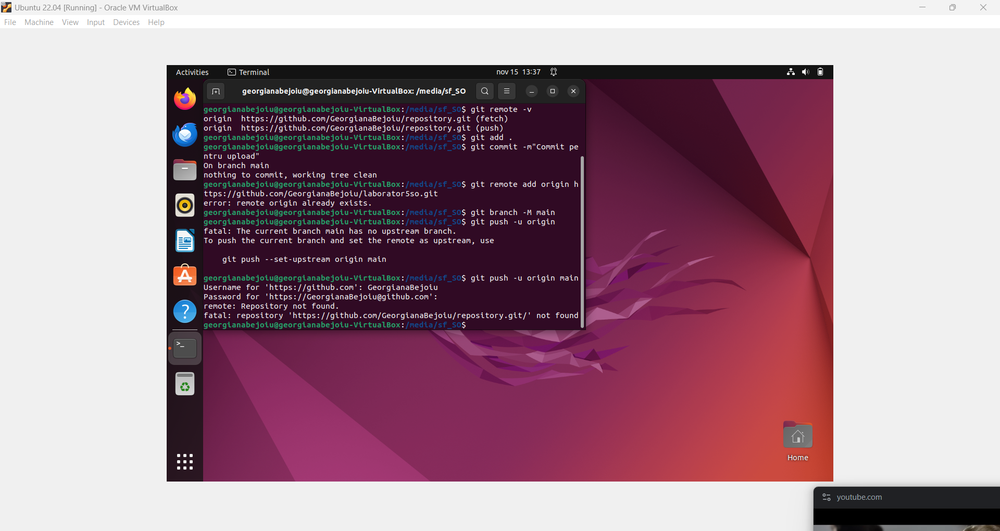 Ubuntu 22.04 [Running] - Oracle VM VirtualBox
File Machine View Input Devices Help
Activities Terminal nov 15 13:37
georgianabejoiu@georgianabejoiu-VirtualBox: /media/sf_SO
georgianabejoiu@georgianabejoiu-VirtualBox:/media/sf_SO$ git remote -v
origin  https://github.com/GeorgianaBejoiu/repository.git (fetch)
origin  https://github.com/GeorgianaBejoiu/repository.git (push)
georgianabejoiu@georgianabejoiu-VirtualBox:/media/sf_SO$ git add .
georgianabejoiu@georgianabejoiu-VirtualBox:/media/sf_SO$ git commit -m"Commit pe
ntru upload"
On branch main
nothing to commit, working tree clean
georgianabejoiu@georgianabejoiu-VirtualBox:/media/sf_SO$ git remote add origin h
ttps://github.com/GeorgianaBejoiu/laborator5so.git
error: remote origin already exists.
georgianabejoiu@georgianabejoiu-VirtualBox:/media/sf_SO$ git branch -M main
georgianabejoiu@georgianabejoiu-VirtualBox:/media/sf_SO$ git push -u origin
fatal: The current branch main has no upstream branch.
To push the current branch and set the remote as upstream, use
    git push --set-upstream origin main
georgianabejoiu@georgianabejoiu-VirtualBox:/media/sf_SO$ git push -u origin main
Username for 'https://github.com': GeorgianaBejoiu
Password for 'https://GeorgianaBejoiu@github.com':
remote: Repository not found.
fatal: repository 'https://github.com/GeorgianaBejoiu/repository.git/' not found
georgianabejoiu@georgianabejoiu-VirtualBox:/media/sf_SO$
Home
youtube.com